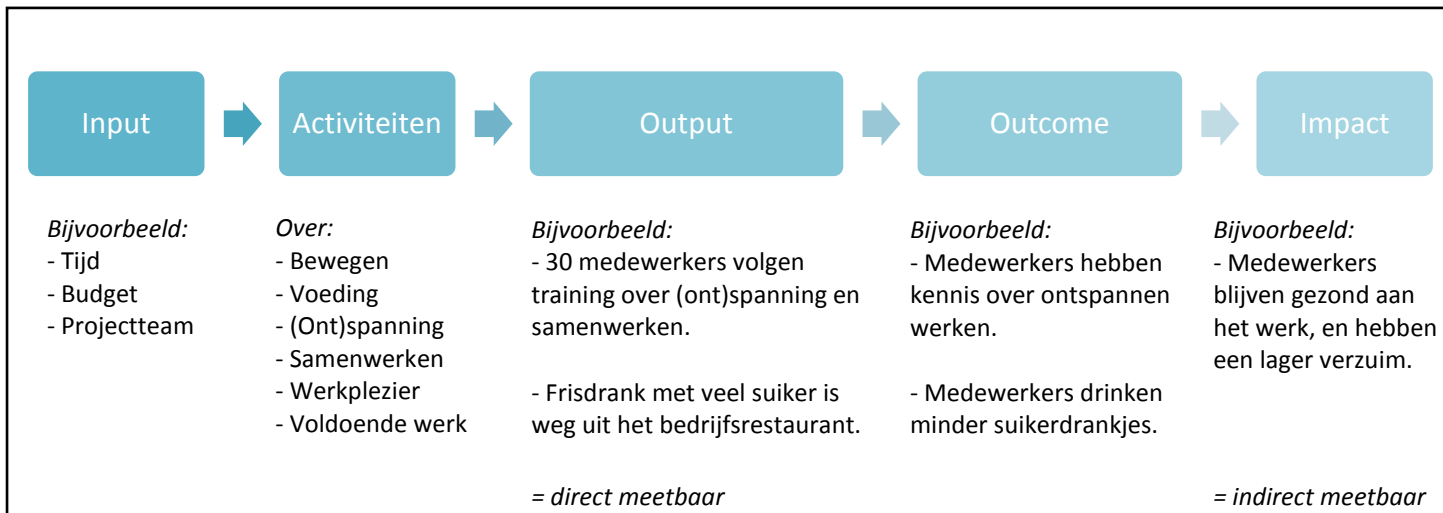 Input
Activiteiten
Output
Outcome
Impact
Bijvoorbeeld:
- Tijd
- Budget
- Projectteam
Over:
- Bewegen
- Voeding
- (Ont)spanning
- Samenwerken
- Werkplezier
- Voldoende werk
Bijvoorbeeld:
- 30 medewerkers volgen
training over (ont)spanning en
samenwerken.
- Frisdrank met veel suiker is
weg uit het bedrijfsrestaurant.
= direct meetbaar
Bijvoorbeeld:
- Medewerkers hebben
kennis over ontspannen
werken.
- Medewerkers drinken
minder suikerdrankjes.
Bijvoorbeeld:
- Medewerkers
blijven gezond aan
het werk, en hebben
een lager verzuim.
= indirect meetbaar